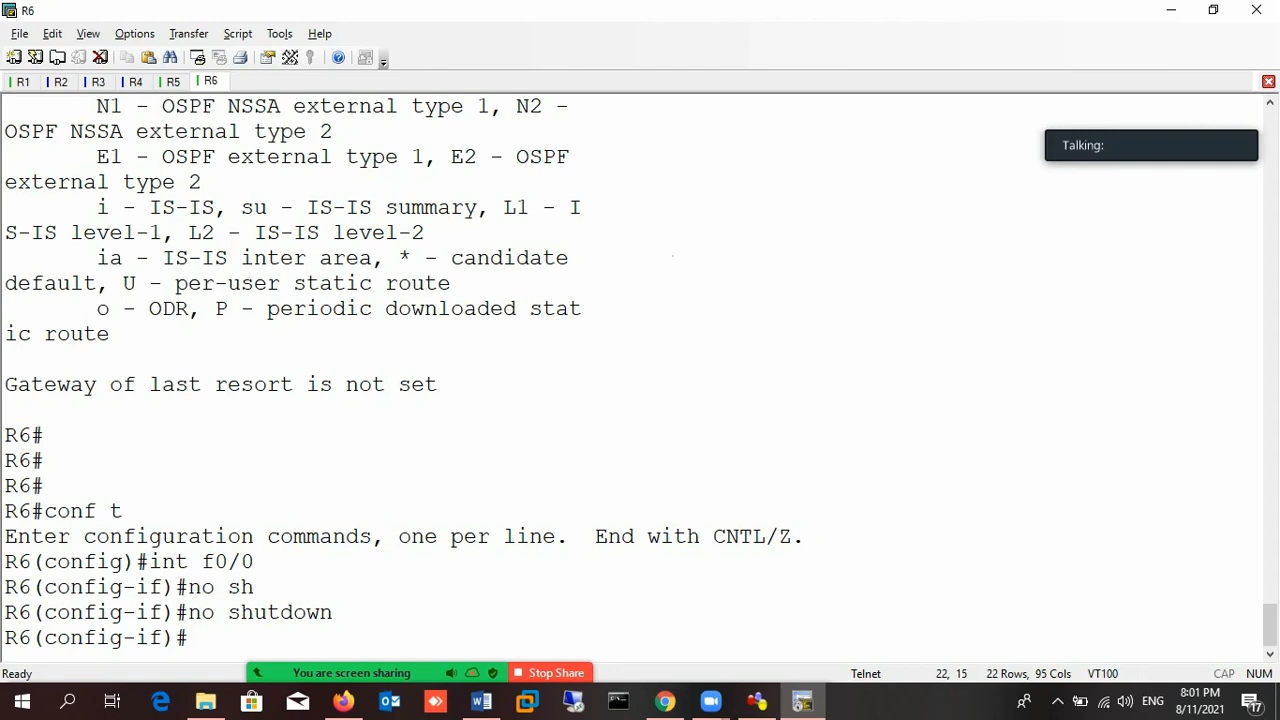 R6
File Edit View Options Transfer Script Tools Help
R1 R2 R3 R4 R5 R6
N1 - OSPF NSSA external type 1, N2 -
OSPF NSSA external type 2
E1 - OSPF external type 1, E2 - OSPF
external type 2
i - IS-IS, su - IS-IS summary, L1 - I
S-IS level-1, L2 - IS-IS level-2
ia - IS-IS inter area, * - candidate
default, U - per-user static route
o - ODR, P - periodic downloaded stat
ic route
Gateway of last resort is not set
R6#
R6#
R6#
R6#conf t
Enter configuration commands, one per line.  End with CNTL/Z.
R6(config)#int f0/0
R6(config-if)#no sh
R6(config-if)#no shutdown
R6(config-if)#
Talking:
You are screen sharing
Stop Share
Ready
Telnet
22, 15
22 Rows, 95 Cols
VT100
CAP
NUM
ENG
8:01 PM
8/11/2021
17